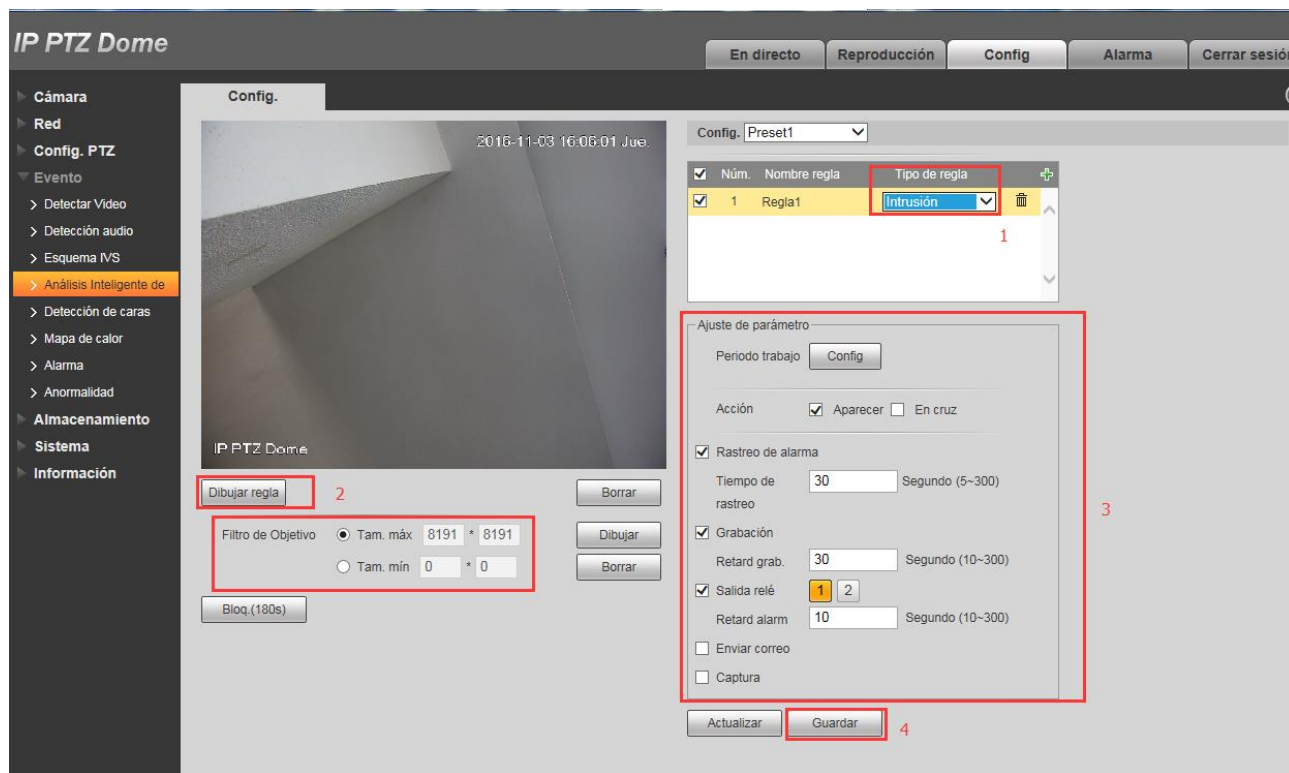 IP PTZ Dome
En directo
Reproducción
Config
Alarma
Cerrar sesión
Cámara
Red
Config. PTZ
Evento
Detectar Video
Detección audio
Esquema IVS
Análisis Inteligente de
Detección de caras
Mapa de calor
Alarma
Anormalidad
Almacenamiento
Sistema
Información
Config.
2016-11-03 16:06:01 Jue.
IP PTZ Dome
Dibujar regla
2
Borrar
Filtro de Objetivo Tam. máx 8191 * 8191 Dibujar
Tam. mín 0 * 0 Borrar
Bloq.(180s)
Config. Preset1
Núm. Nombre regla Tipo de regla
1 Regla1 Intrusión
1
Ajuste de parámetro
Periodo trabajo Config
Acción Aparecer En cruz
Rastreo de alarma
Tiempo de rastreo 30 Segundo (5~300)
3
Grabación
Retard grab. 30 Segundo (10~300)
Salida relé 1 2
Retard alarm 10 Segundo (10~300)
Enviar correo
Captura
Actualizar Guardar 4